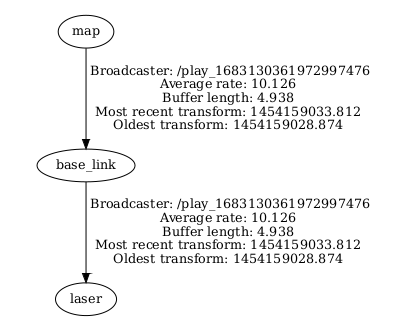 map
Broadcaster: /play_1683130361972997476
Average rate: 10.126
Buffer length: 4.938
Most recent transform: 1454159033.812
Oldest transform: 1454159028.874
base_link
Broadcaster: /play_1683130361972997476
Average rate: 10.126
Buffer length: 4.938
Most recent transform: 1454159033.812
Oldest transform: 1454159028.874
laser